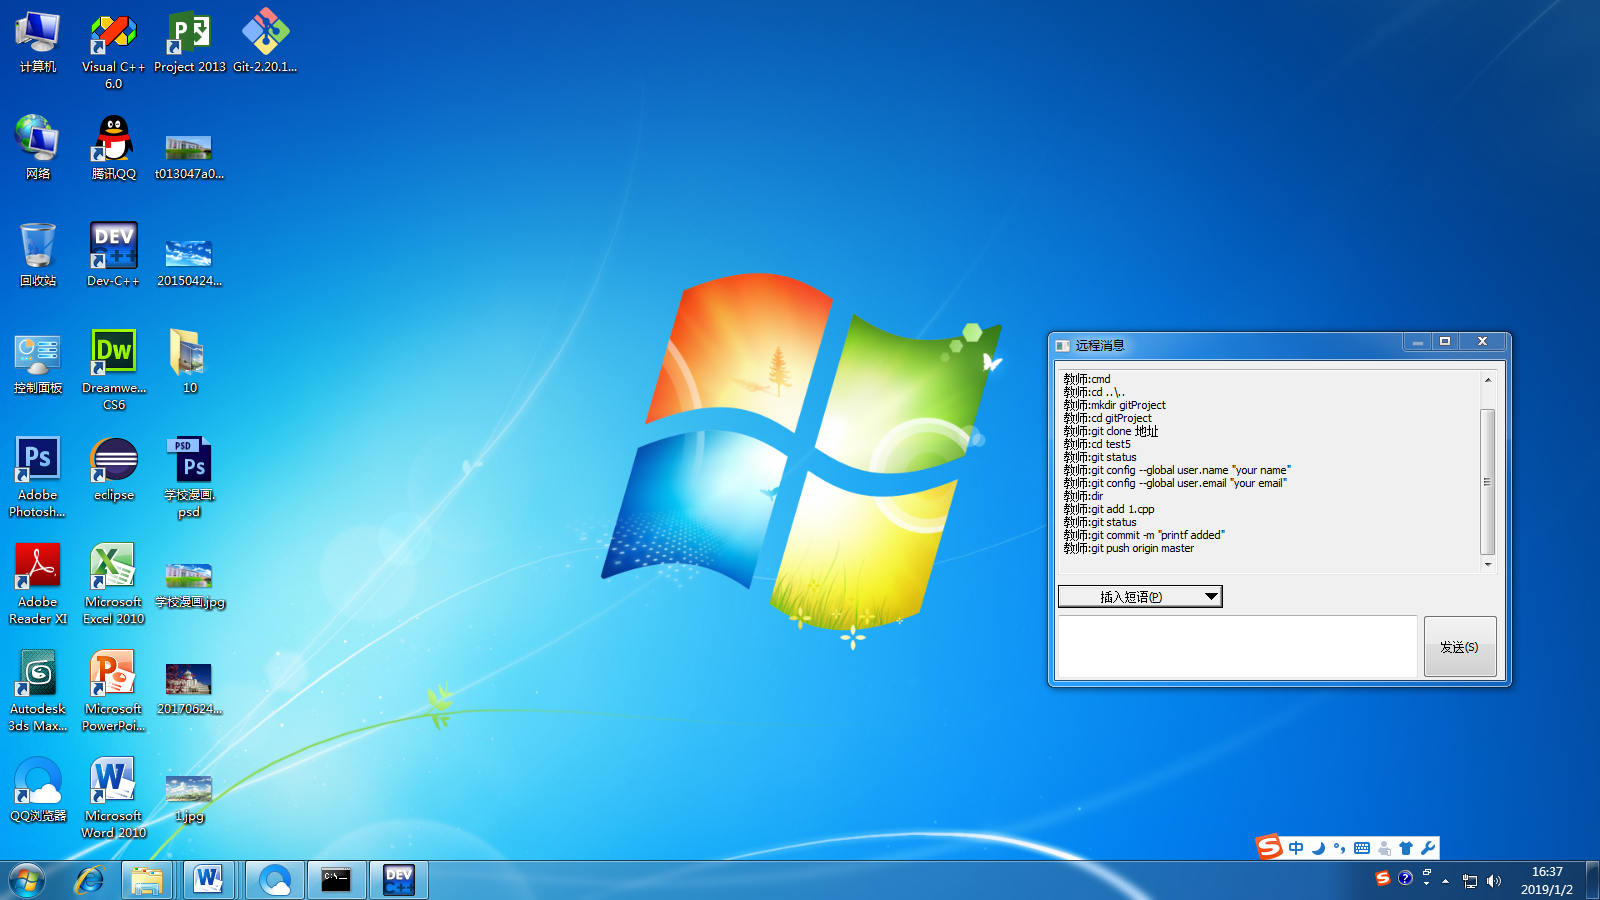 计算机
Visual C++
6.0
Project 2013
Git-2.20.1...
网络
腾讯QQ
t013047a0...
回收站
DEV
C++
Dev-C++
20150424...
控制面板
Dw
Dreamwe...
CS6
10
Ps
Adobe
Photosh...
eclipse
PSD
Ps
学校漫画.
psd
Adobe
Reader XI
Microsoft
Excel 2010
学校漫画.jpg
Autodesk
3ds Max...
Microsoft
PowerPoi...
20170624...
QQ浏览器
Microsoft
Word 2010
1.jpg
远程消息
教师:cmd
教师:cd ..\..
教师:mkdir gitProject
教师:cd gitProject
教师:git clone 地址
教师:cd test5
教师:git status
教师:git config --global user.name "your name"
教师:git config --global user.email "your email"
教师:dir
教师:git add 1.cpp
教师:git status
教师:git commit -m "printf added"
教师:git push origin master
插入短语(P)
发送(S)
中
DEV
C++
16:37
2019/1/2